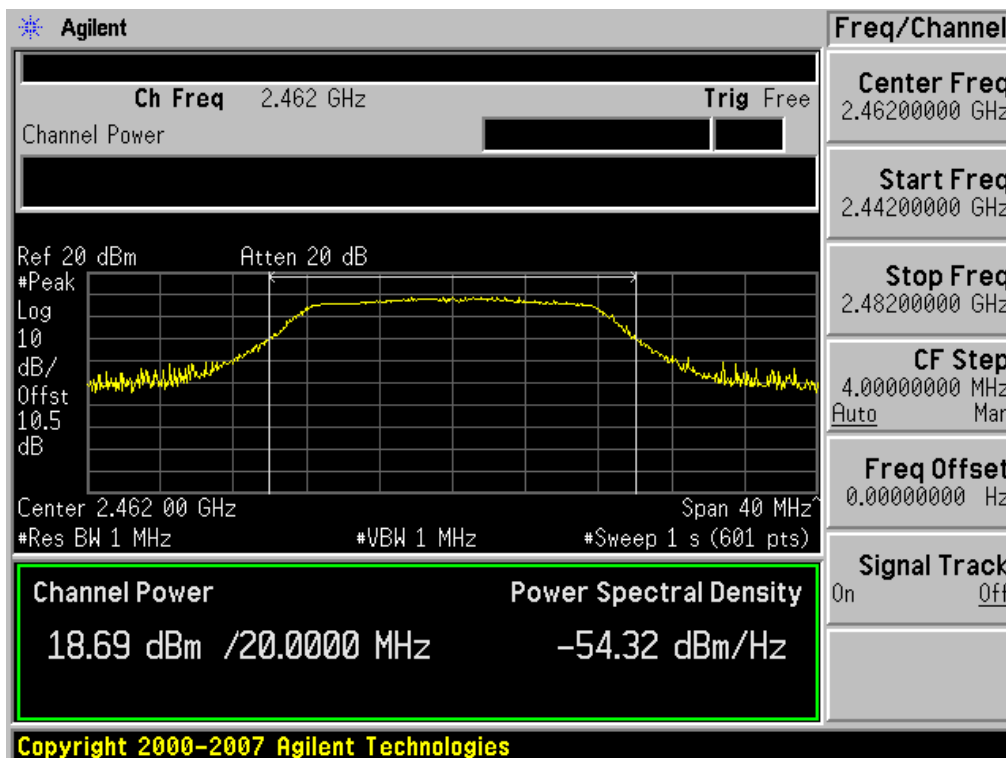 Agilent
Ch Freq 2.462 GHz Trig Free
Channel Power
Ref 20 dBm Atten 20 dB
#Peak
Log
10
dB/
Offst
10.5
dB
Center 2.462 00 GHz Span 40 MHz^
#Res BW 1 MHz #VBW 1 MHz #Sweep 1 s (601 pts)
Channel Power Power Spectral Density
18.69 dBm /20.0000 MHz -54.32 dBm/Hz
Copyright 2000-2007 Agilent Technologies
Freq/Channel
Center Freq
2.46200000 GHz
Start Freq
2.44200000 GHz
Stop Freq
2.48200000 GHz
CF Step
4.00000000 MHz
Auto Man
Freq Offset
0.00000000 Hz
Signal Track
On Off